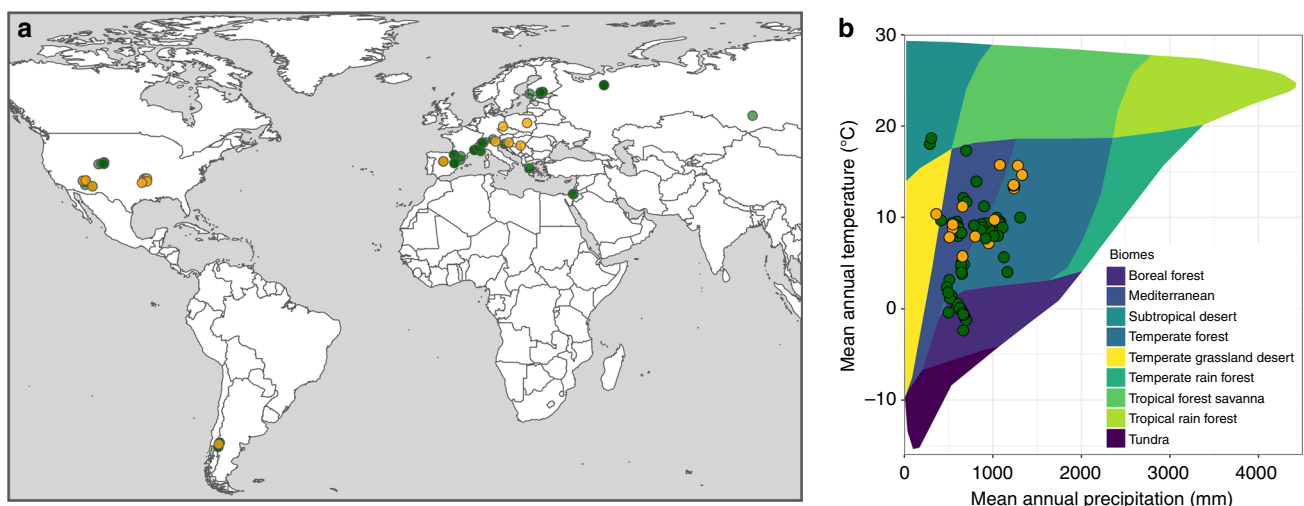 a
b
Mean annual temperature (°C)
30
20
10
0
−10
Biomes
Boreal forest
Mediterranean
Subtropical desert
Temperate forest
Temperate grassland desert
Temperate rain forest
Tropical forest savanna
Tropical rain forest
Tundra
0 1000 2000 3000 4000
Mean annual precipitation (mm)